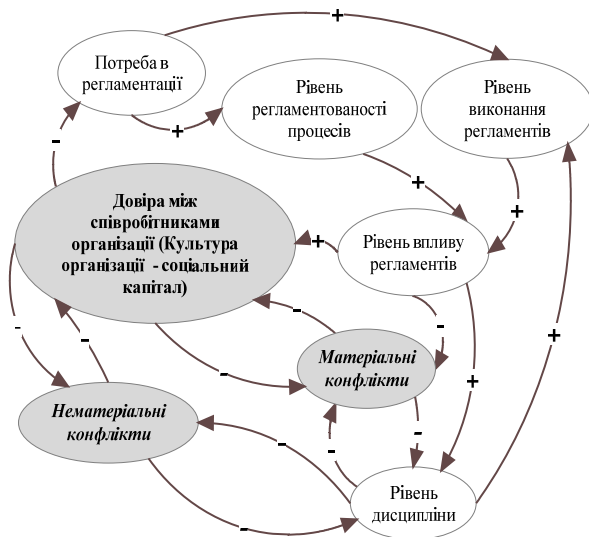 +
Потреба в
регламентації
Рівень
регламентованості
процесів
Рівень
виконання
регламентів
+
-
+
+
Довіра між
співробітниками
організації (Культура
організації - соціальний
капітал)
+
Рівень впливу
регламентів
-
-
-
-
Матеріальні
конфлікти
-
+
+
Нематеріальні
конфлікти
-
-
-
-
Рівень
дисципліни
-